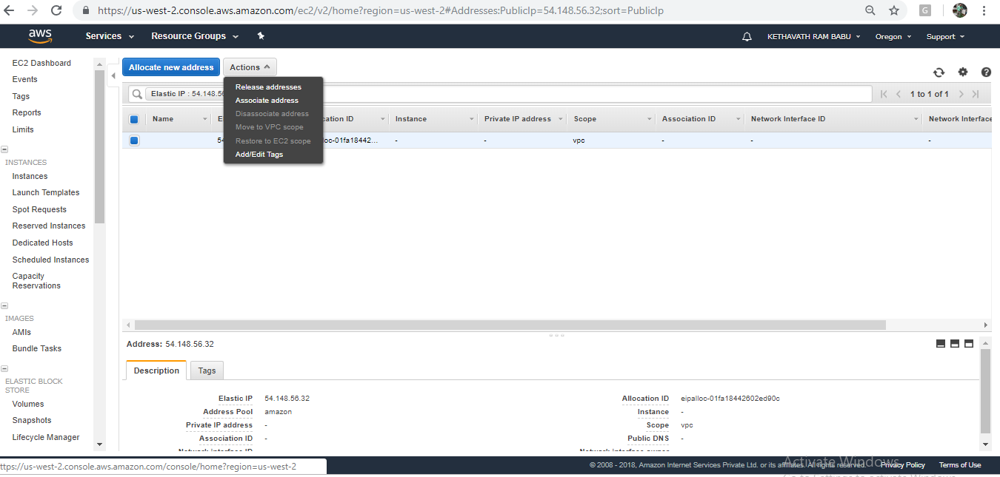 https://us-west-2.console.aws.amazon.com/ec2/v2/home?region=us-west-2#Addresses:PublicIp=54.148.56.32;sort=PublicIp
G
aws Services Resource Groups KETHAVATH RAM BABU Oregon Support
EC2 Dashboard
Events
Tags
Reports
Limits
INSTANCES
Instances
Launch Templates
Spot Requests
Reserved Instances
Dedicated Hosts
Scheduled Instances
Capacity
Reservations
IMAGES
AMIs
Bundle Tasks
ELASTIC BLOCK
STORE
Volumes
Snapshots
Lifecycle Manager
Allocate new address Actions
Release addresses
Associate address
Disassociate address
Move to VPC scope
Restore to EC2 scope
Add/Edit Tags
Elastic IP : 54.148.56
1 to 1 of 1
Name E cation ID Instance Private IP address Scope Association ID Network Interface ID Network Interface
54 lloc-01fa18442... - - vpc - - -
Address: 54.148.56.32
Description Tags
Elastic IP 54.148.56.32 Allocation ID eipalloc-01fa18442602ed90c
Address Pool amazon Instance -
Private IP address - Scope vpc
Association ID - Public DNS -
Network interface ID Network interface owner
ttps://us-west-2.console.aws.amazon.com/console/home?region=us-west-2
© 2008 - 2018, Amazon Internet Services Private Ltd. or its affiliates. All rights reserved. Privacy Policy Terms of Use
Activate Windows
Go to Settings to activate Windows.